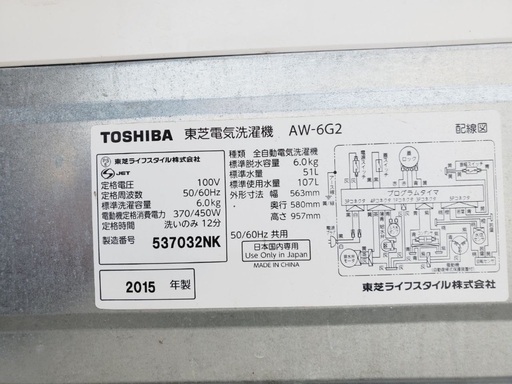 TOSHIBA 東芝電気洗濯機 AW-6G2 配線図
東芝ライフスタイル株式会社
JET
定格電圧 100V
定格周波数 50/60Hz
標準洗濯容量 6.0kg
電動機定格消費電力 370/450W
定格時間 洗いのみ 12分
製造番号 537032NK
2015 年製
種類 全自動電気洗濯機
標準脱水容量 6.0kg
標準水量 51L
標準使用水量 107L
外形寸法 幅 563mm
奥行 580mm
高さ 957mm
50/60Hz 共用
日本国内専用
Use Only in Japan
MADE IN CHINA
ロック
プログラムタイマ
東芝ライフスタイル株式会社